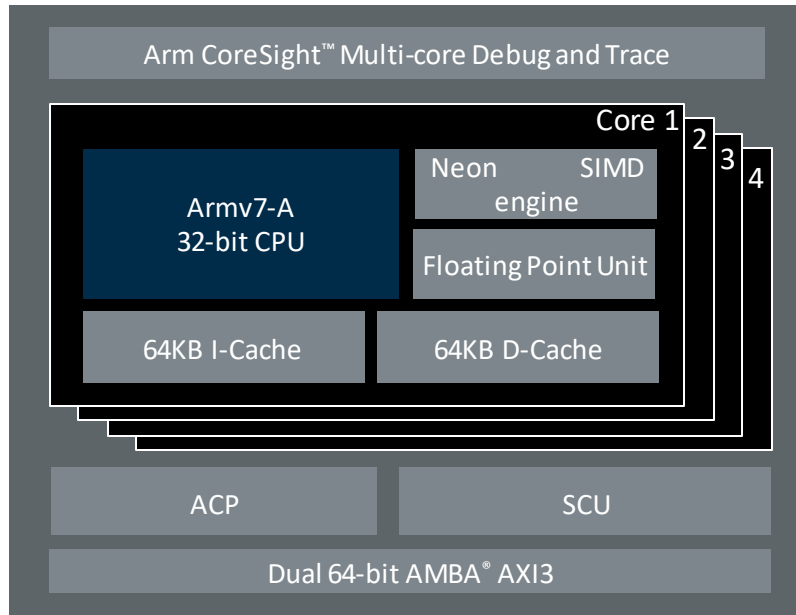 Arm CoreSight™ Multi-core Debug and Trace
Core 1
2
3
4
Armv7-A
32-bit CPU
Neon SIMD
engine
Floating Point Unit
64KB I-Cache
64KB D-Cache
ACP
SCU
Dual 64-bit AMBA® AXI3